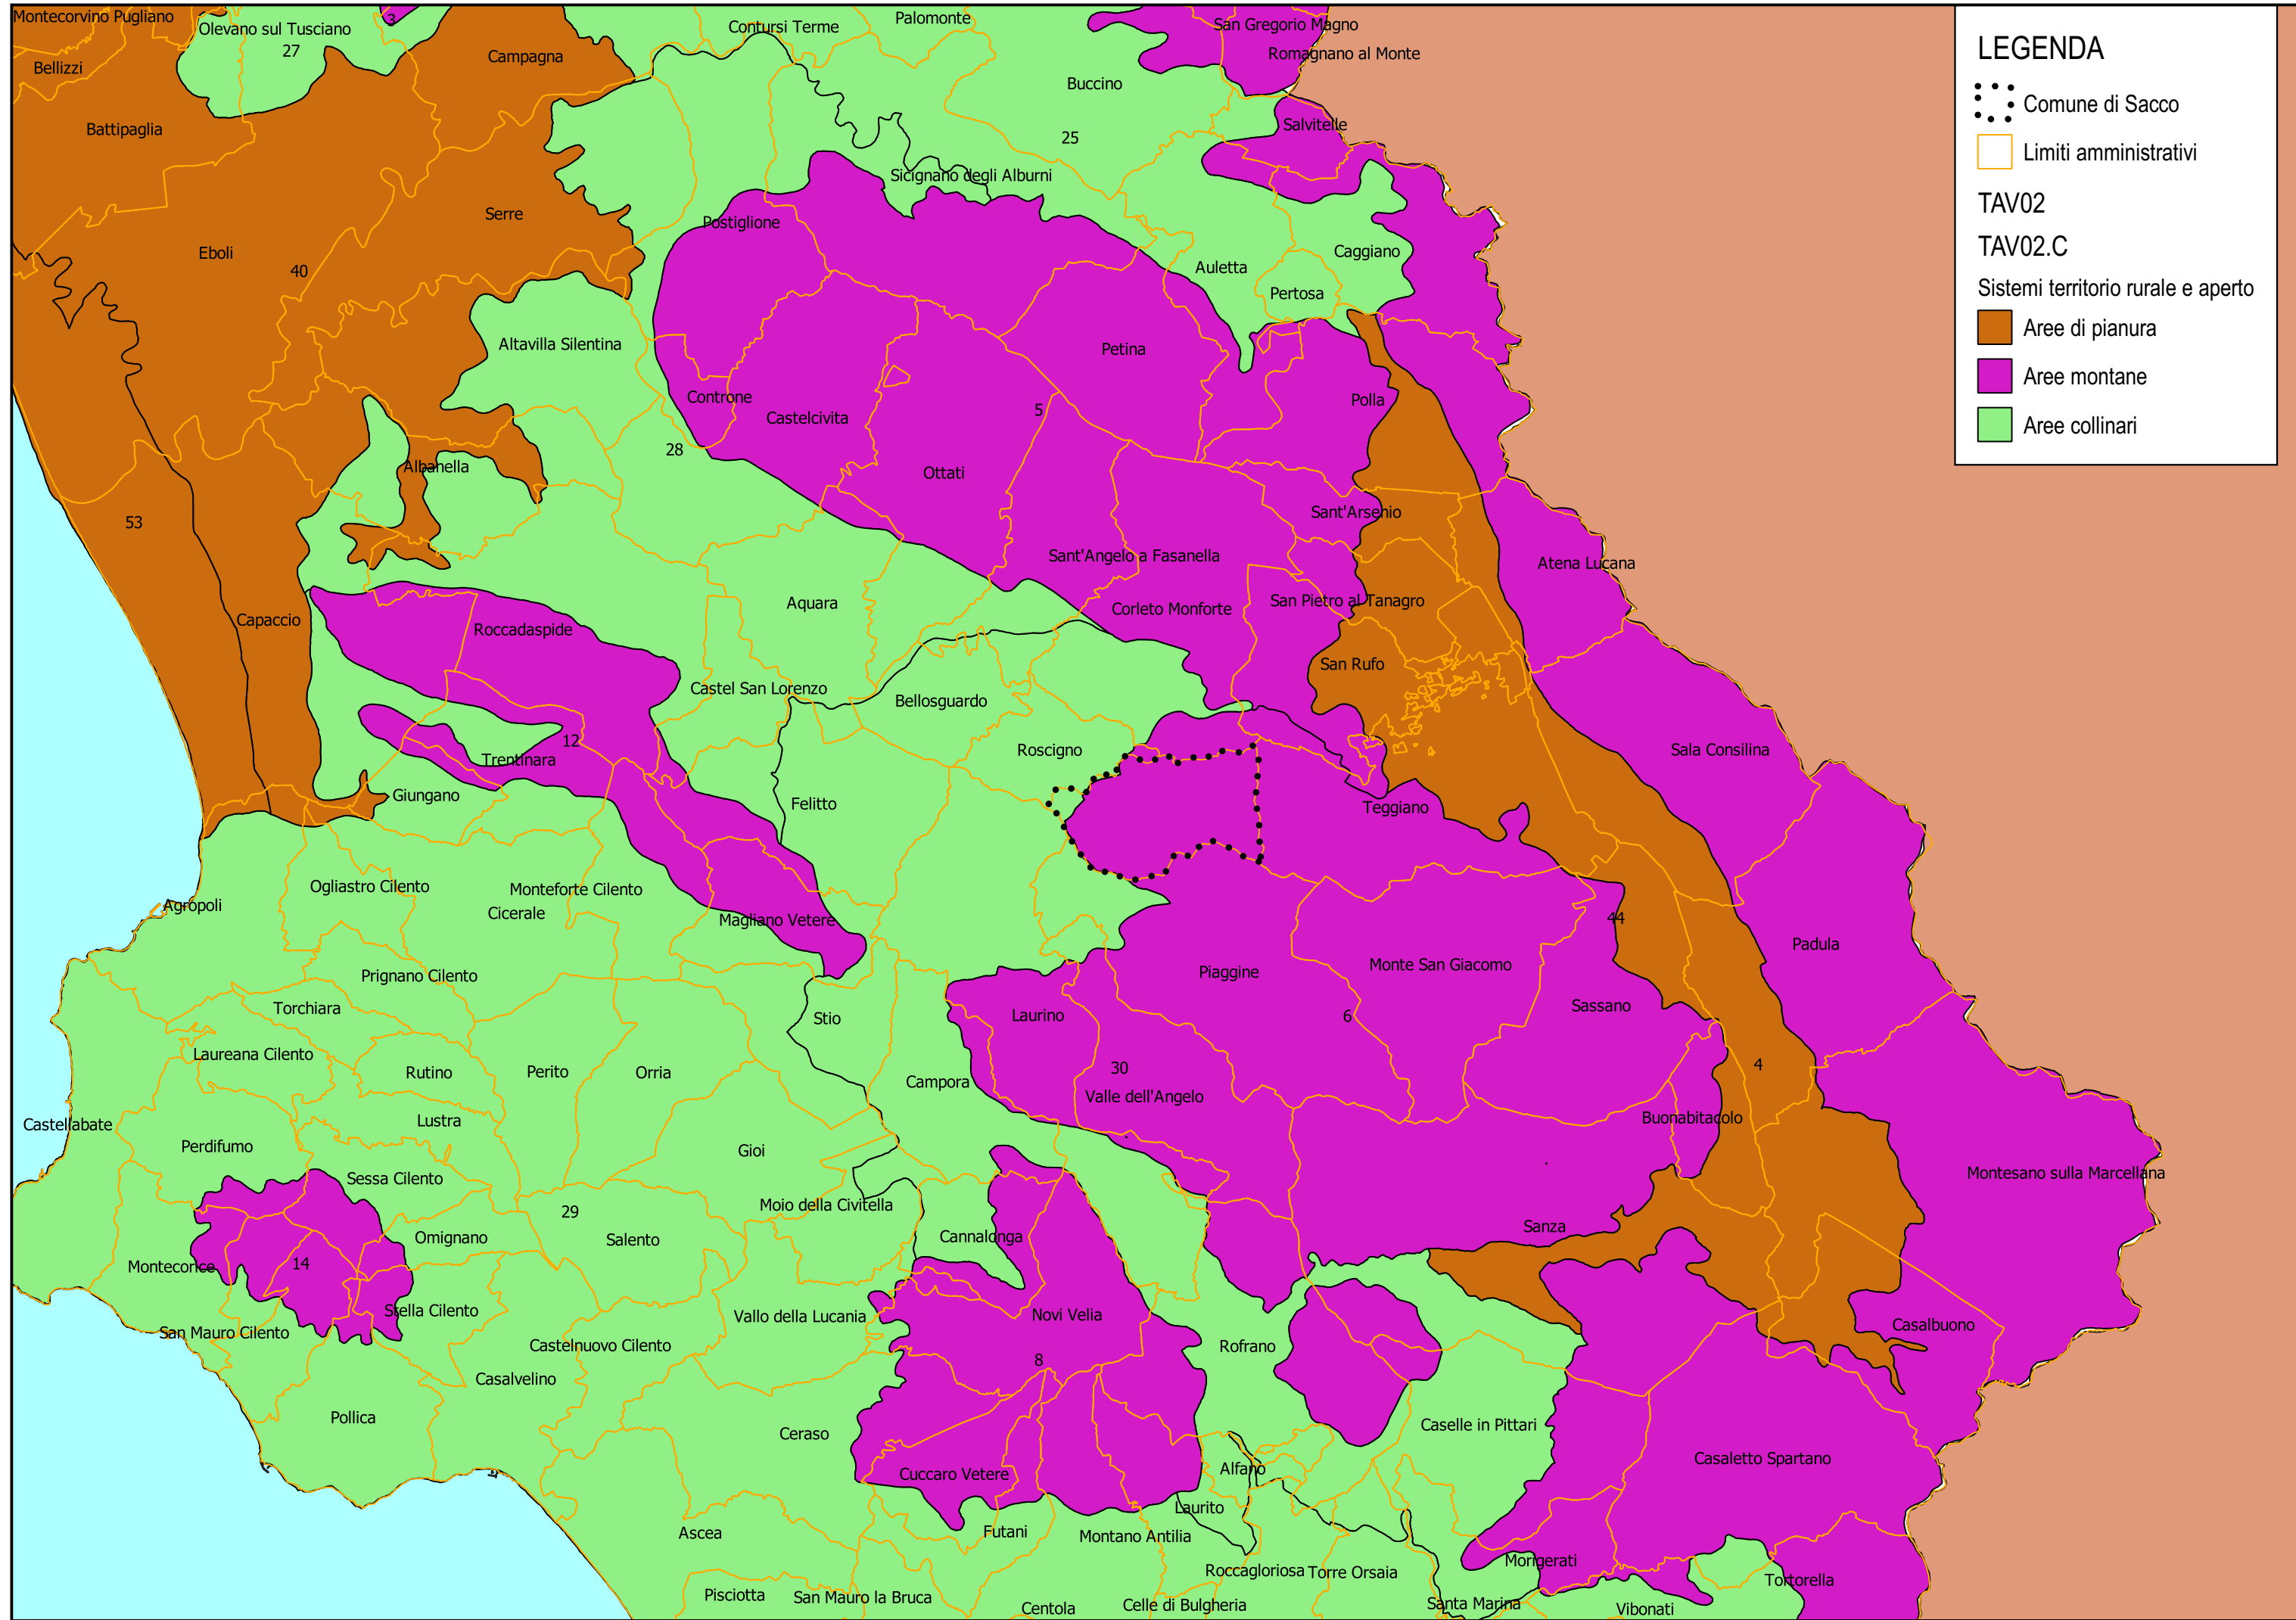 Montecorvino Pugliano
3
Olevano sul Tusciano
27
Contursi Terme
Palomonte
San Gregorio Magno
Romagnano al Monte
Bellizzi
Campagna
Buccino
Battipaglia
25
Salvitelle
Sicignano degli Alburni
Serre
Postiglione
Eboli
40
Auletta
Caggiano
Pertosa
Altavilla Silentina
Petina
Controne
Castelcivita
5
Polla
28
Albanella
Ottati
53
Sant'Arsenio
Sant'Angelo a Fasanella
Atena Lucana
Capaccio
Aquara
Corleto Monforte
San Pietro al Tanagro
Roccadaspide
San Rufo
Castel San Lorenzo
Bellosguardo
12
Trentinara
Roscigno
Sala Consilina
Giungano
Felitto
Teggiano
Agropoli
Ogliastro Cilento
Monteforte Cilento
Cicerale
Magliano Vetere
44
Padula
Prignano Cilento
Piaggine
Monte San Giacomo
Torchiara
Stio
Laurino
6
Sassano
Laureana Cilento
Rutino
Perito
Orria
Campora
30
Valle dell'Angelo
4
Castellabate
Lustra
Buonabitacolo
Perdifumo
Gioi
Sessa Cilento
Montesano sulla Marcellana
29
Moio della Civitella
Omignano
Salento
Cannalonga
Sanza
Montecorice
14
Stella Cilento
Vallo della Lucania
Novi Velia
Casalbuono
San Mauro Cilento
Castelnuovo Cilento
8
Rofrano
Casalvelino
Pollica
Ceraso
Caselle in Pittari
Cuccaro Vetere
Alfano
Casaletto Spartano
Laurito
Ascea
Futani
Montano Antilia
Morigerati
Roccagloriosa
Torre Orsaia
Tortorella
Pisciotta
San Mauro la Bruca
Centola
Celle di Bulgheria
Santa Marina
Vibonati
LEGENDA
Comune di Sacco
Limiti amministrativi
TAV02
TAV02.C
Sistemi territorio rurale e aperto
Aree di pianura
Aree montane
Aree collinari